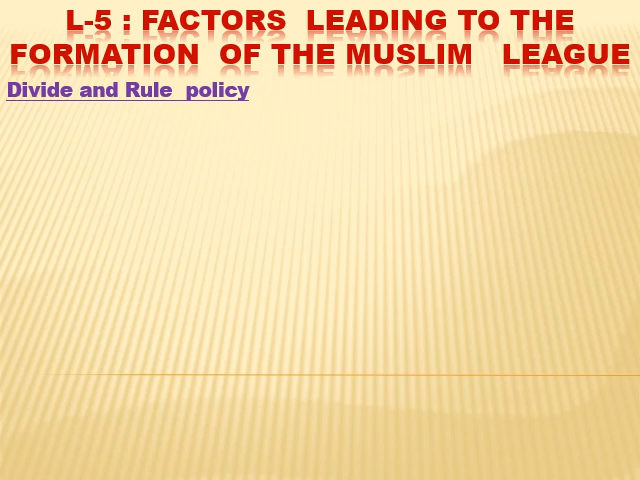 L-5 : FACTORS LEADING TO THE
FORMATION OF THE MUSLIM LEAGUE
Divide and Rule policy